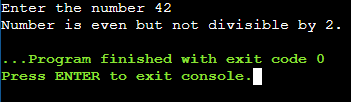 Enter the number 42
Number is even but not divisible by 2.
...Program finished with exit code 0
Press ENTER to exit console.